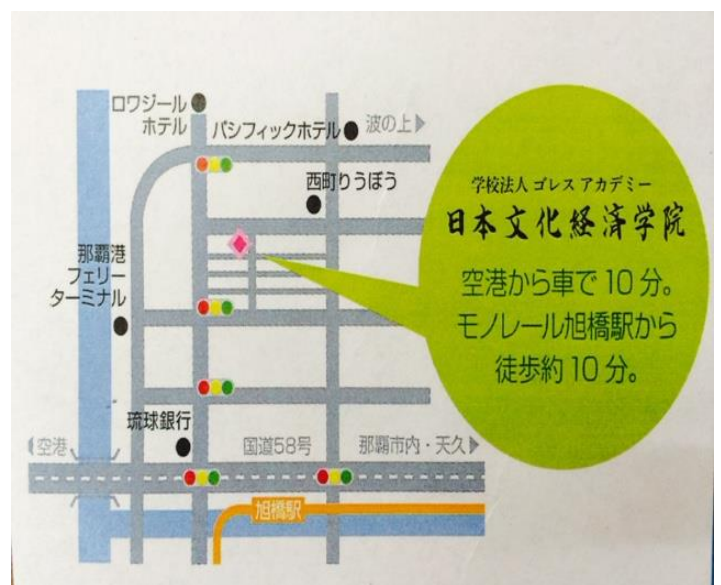 ロワジール
ホテル
パシフィックホテル
波の上▶
西町りうぼう
那覇港
フェリー
ターミナル
学校法人 ゴレス アカデミー
日本文化経済学院
空港から車で10分。
モノレール旭橋駅から
徒歩約10分。
琉球銀行
◀空港
国道58号
那覇市内・天久▶
旭橋駅